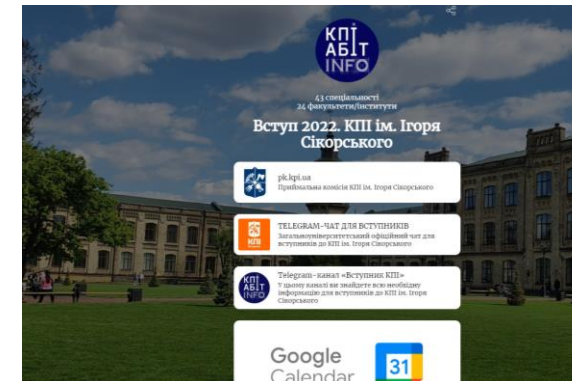 КПІ
АБІТ
INFO
43 спеціальності
24 факультети/інститути
Вступ 2022. КПІ ім. Ігоря
Сікорського
pk.kpi.ua
Приймальна комісія КПІ ім. Ігоря Сікорського
КПІ
TELEGRAM-ЧАТ ДЛЯ ВСТУПНИКІВ
Загальноуніверситетський офіційний чат для
вступників до КПІ ім. Ігоря Сікорського
КПІ
АБІТ
INFO
Telegram-канал «Вступник КПІ»
У цьому каналі ви знайдете всю необхідну
інформацію для вступників до КПІ ім. Ігоря
Сікорського
Google
Calendar
31